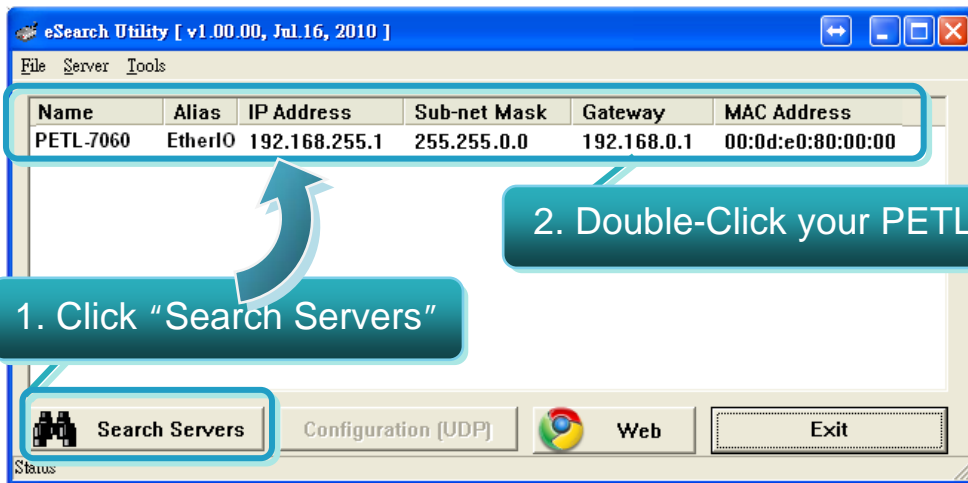 eSearch Utility [ v1.00.00, Jul.16, 2010 ]
File Server Tools
Name Alias IP Address Sub-net Mask Gateway MAC Address
PETL-7060 EtherIO 192.168.255.1 255.255.0.0 192.168.0.1 00:0d:e0:80:00:00
2. Double-Click your PETL
1. Click “Search Servers”
Search Servers Configuration (UDP) Web Exit
Status